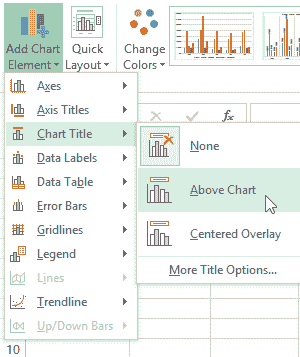 Add Chart Element
Quick Layout
Change Colors
Axes
Axis Titles
Chart Title
Data Labels
Data Table
Error Bars
Gridlines
Legend
Lines
Trendline
Up/Down Bars
fx
None
Above Chart
Centered Overlay
More Title Options...
10